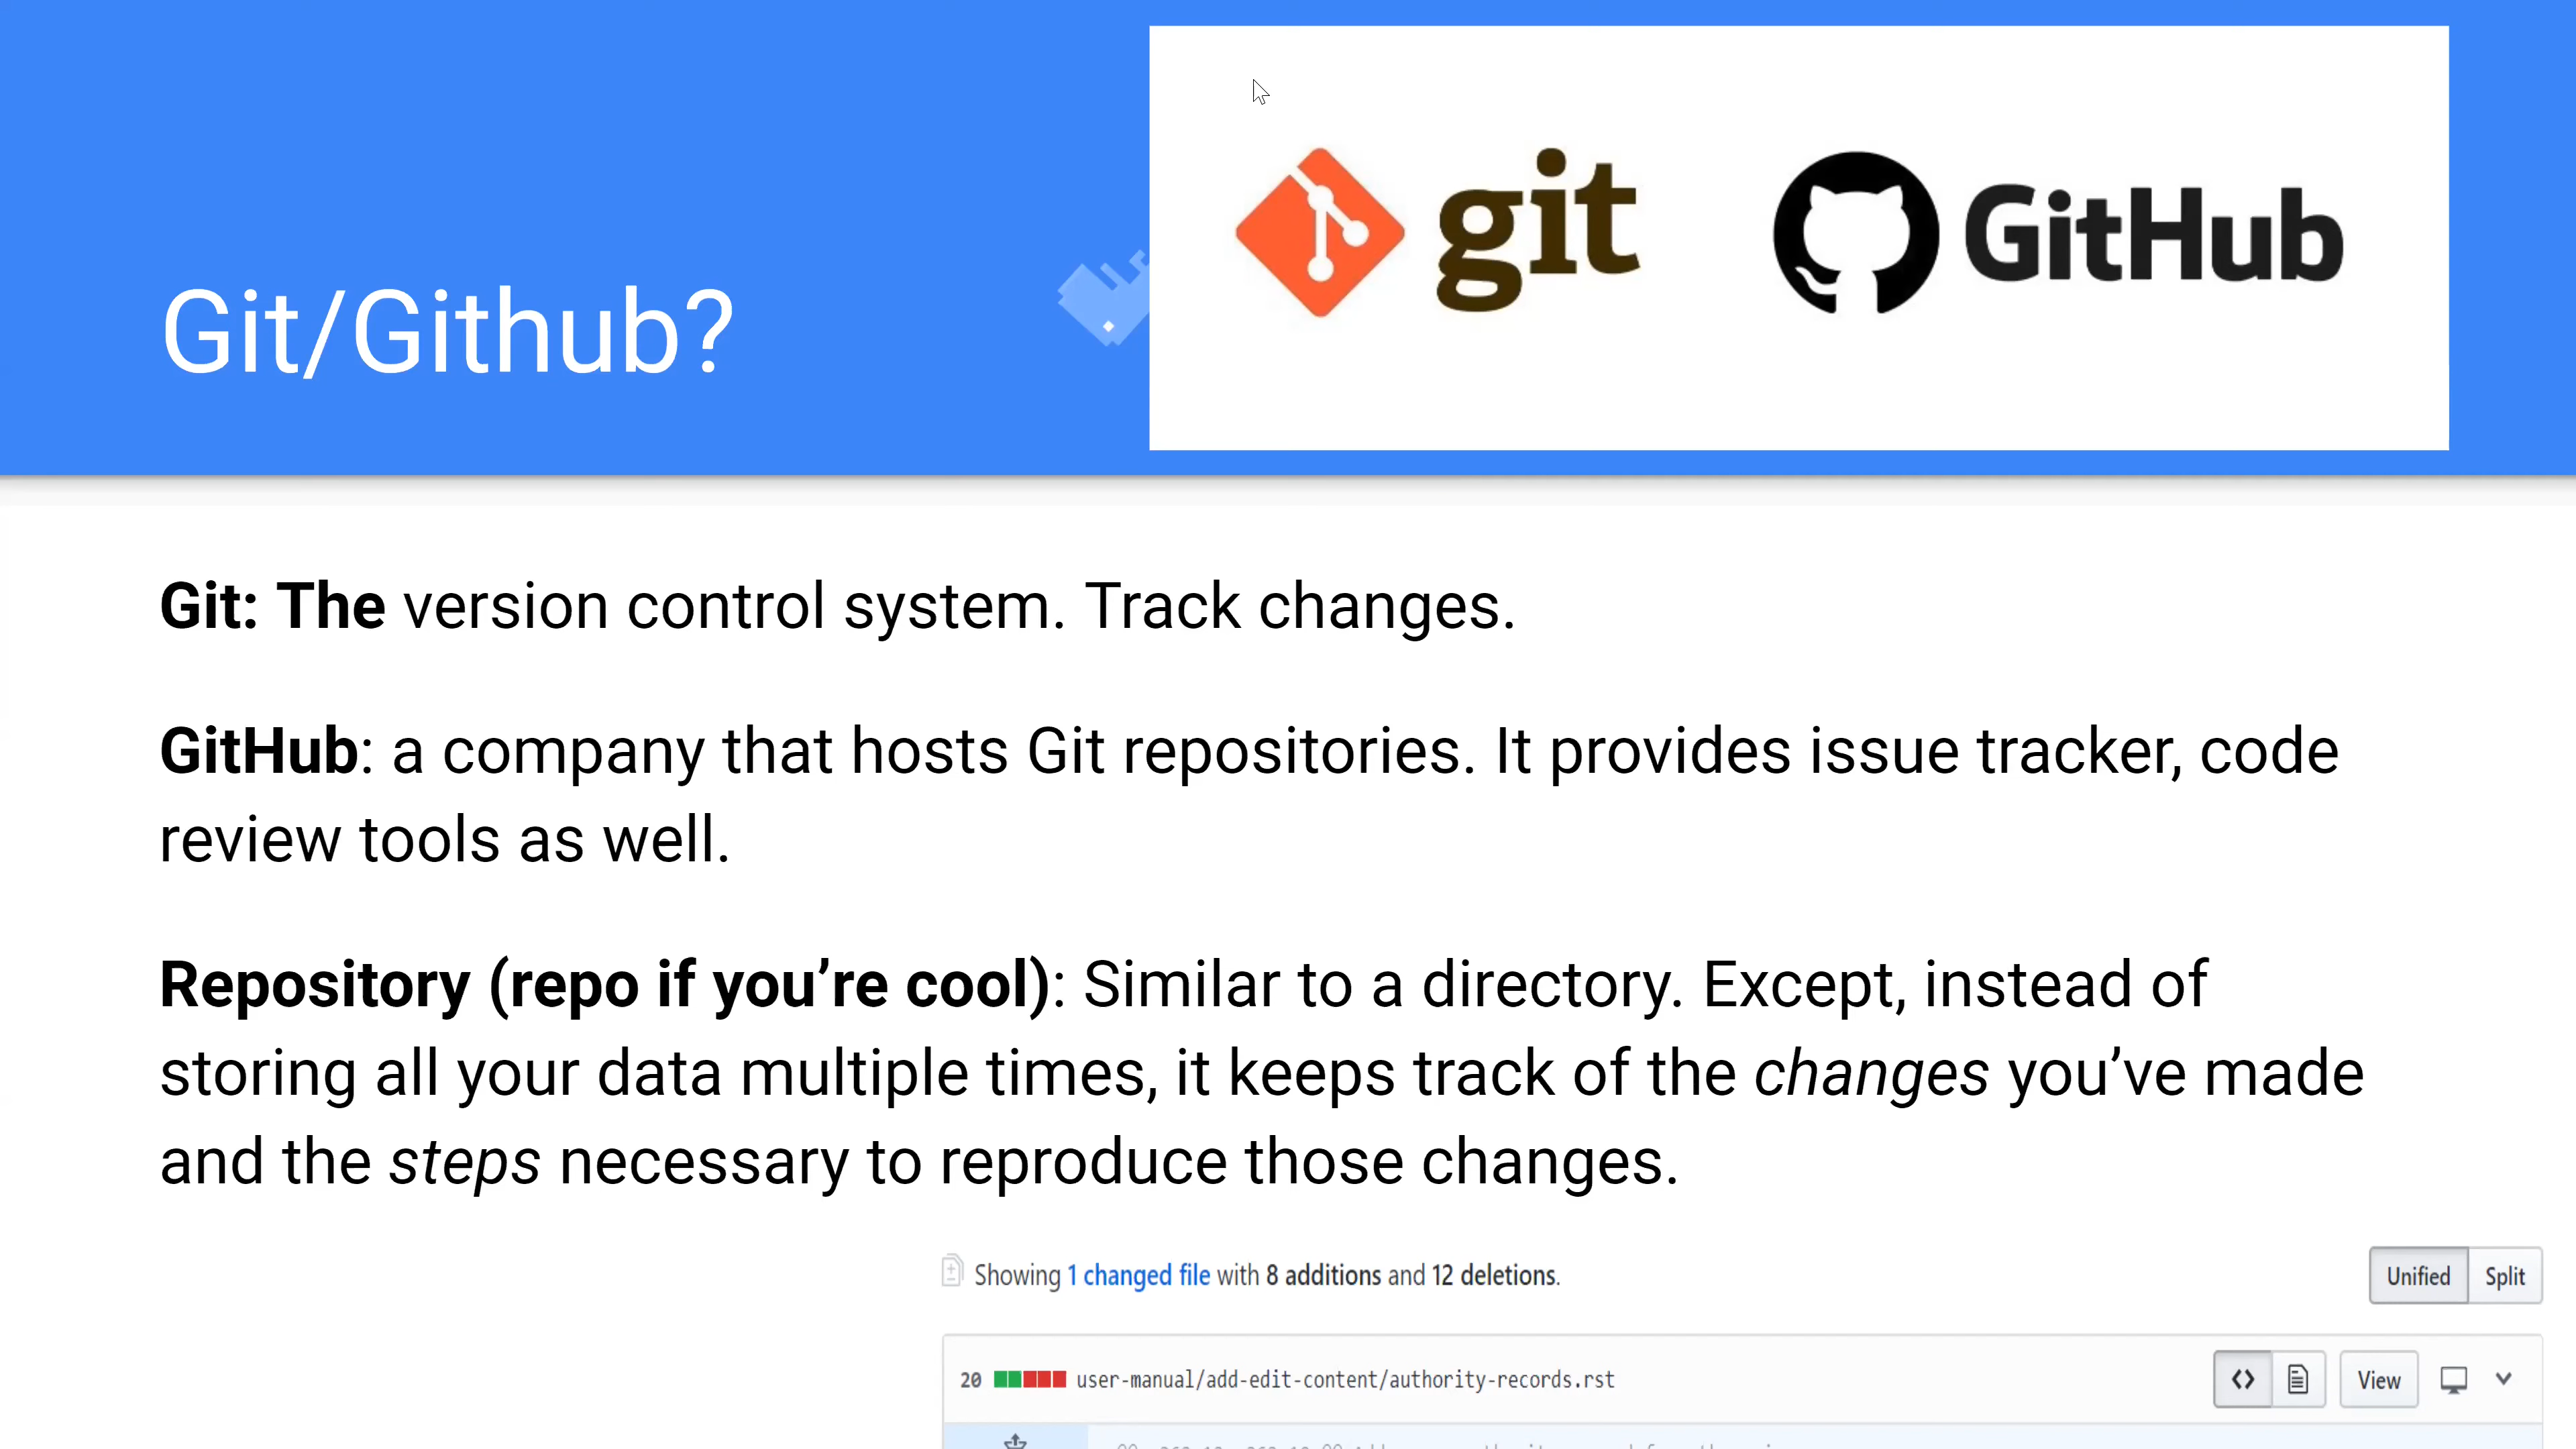 git GitHub
Git/Github?
Git: The version control system. Track changes.
GitHub: a company that hosts Git repositories. It provides issue tracker, code
review tools as well.
Repository (repo if you’re cool): Similar to a directory. Except, instead of
storing all your data multiple times, it keeps track of the changes you’ve made
and the steps necessary to reproduce those changes.
Showing 1 changed file with 8 additions and 12 deletions.
Unified Split
20 user-manual/add-edit-content/authority-records.rst
View